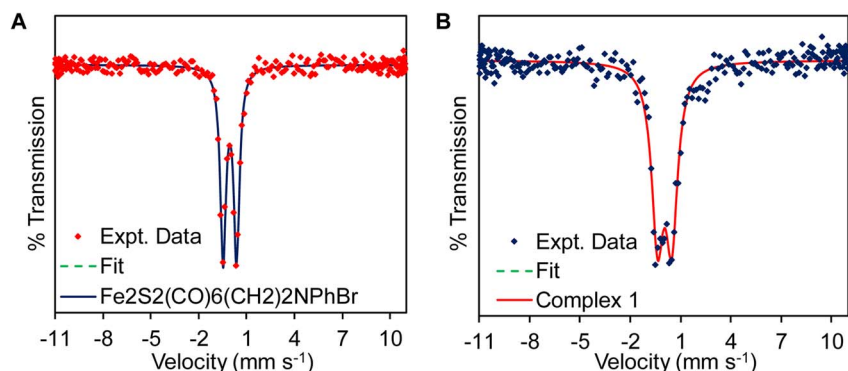 A
% Transmission
Expt. Data
Fit
Fe2S2(CO)6(CH2)2NPhBr
-11 -8 -5 -2 1 4 7 10
Velocity (mm s⁻¹)
B
% Transmission
Expt. Data
Fit
Complex 1
-11 -8 -5 -2 1 4 7 10
Velocity (mm s⁻¹)